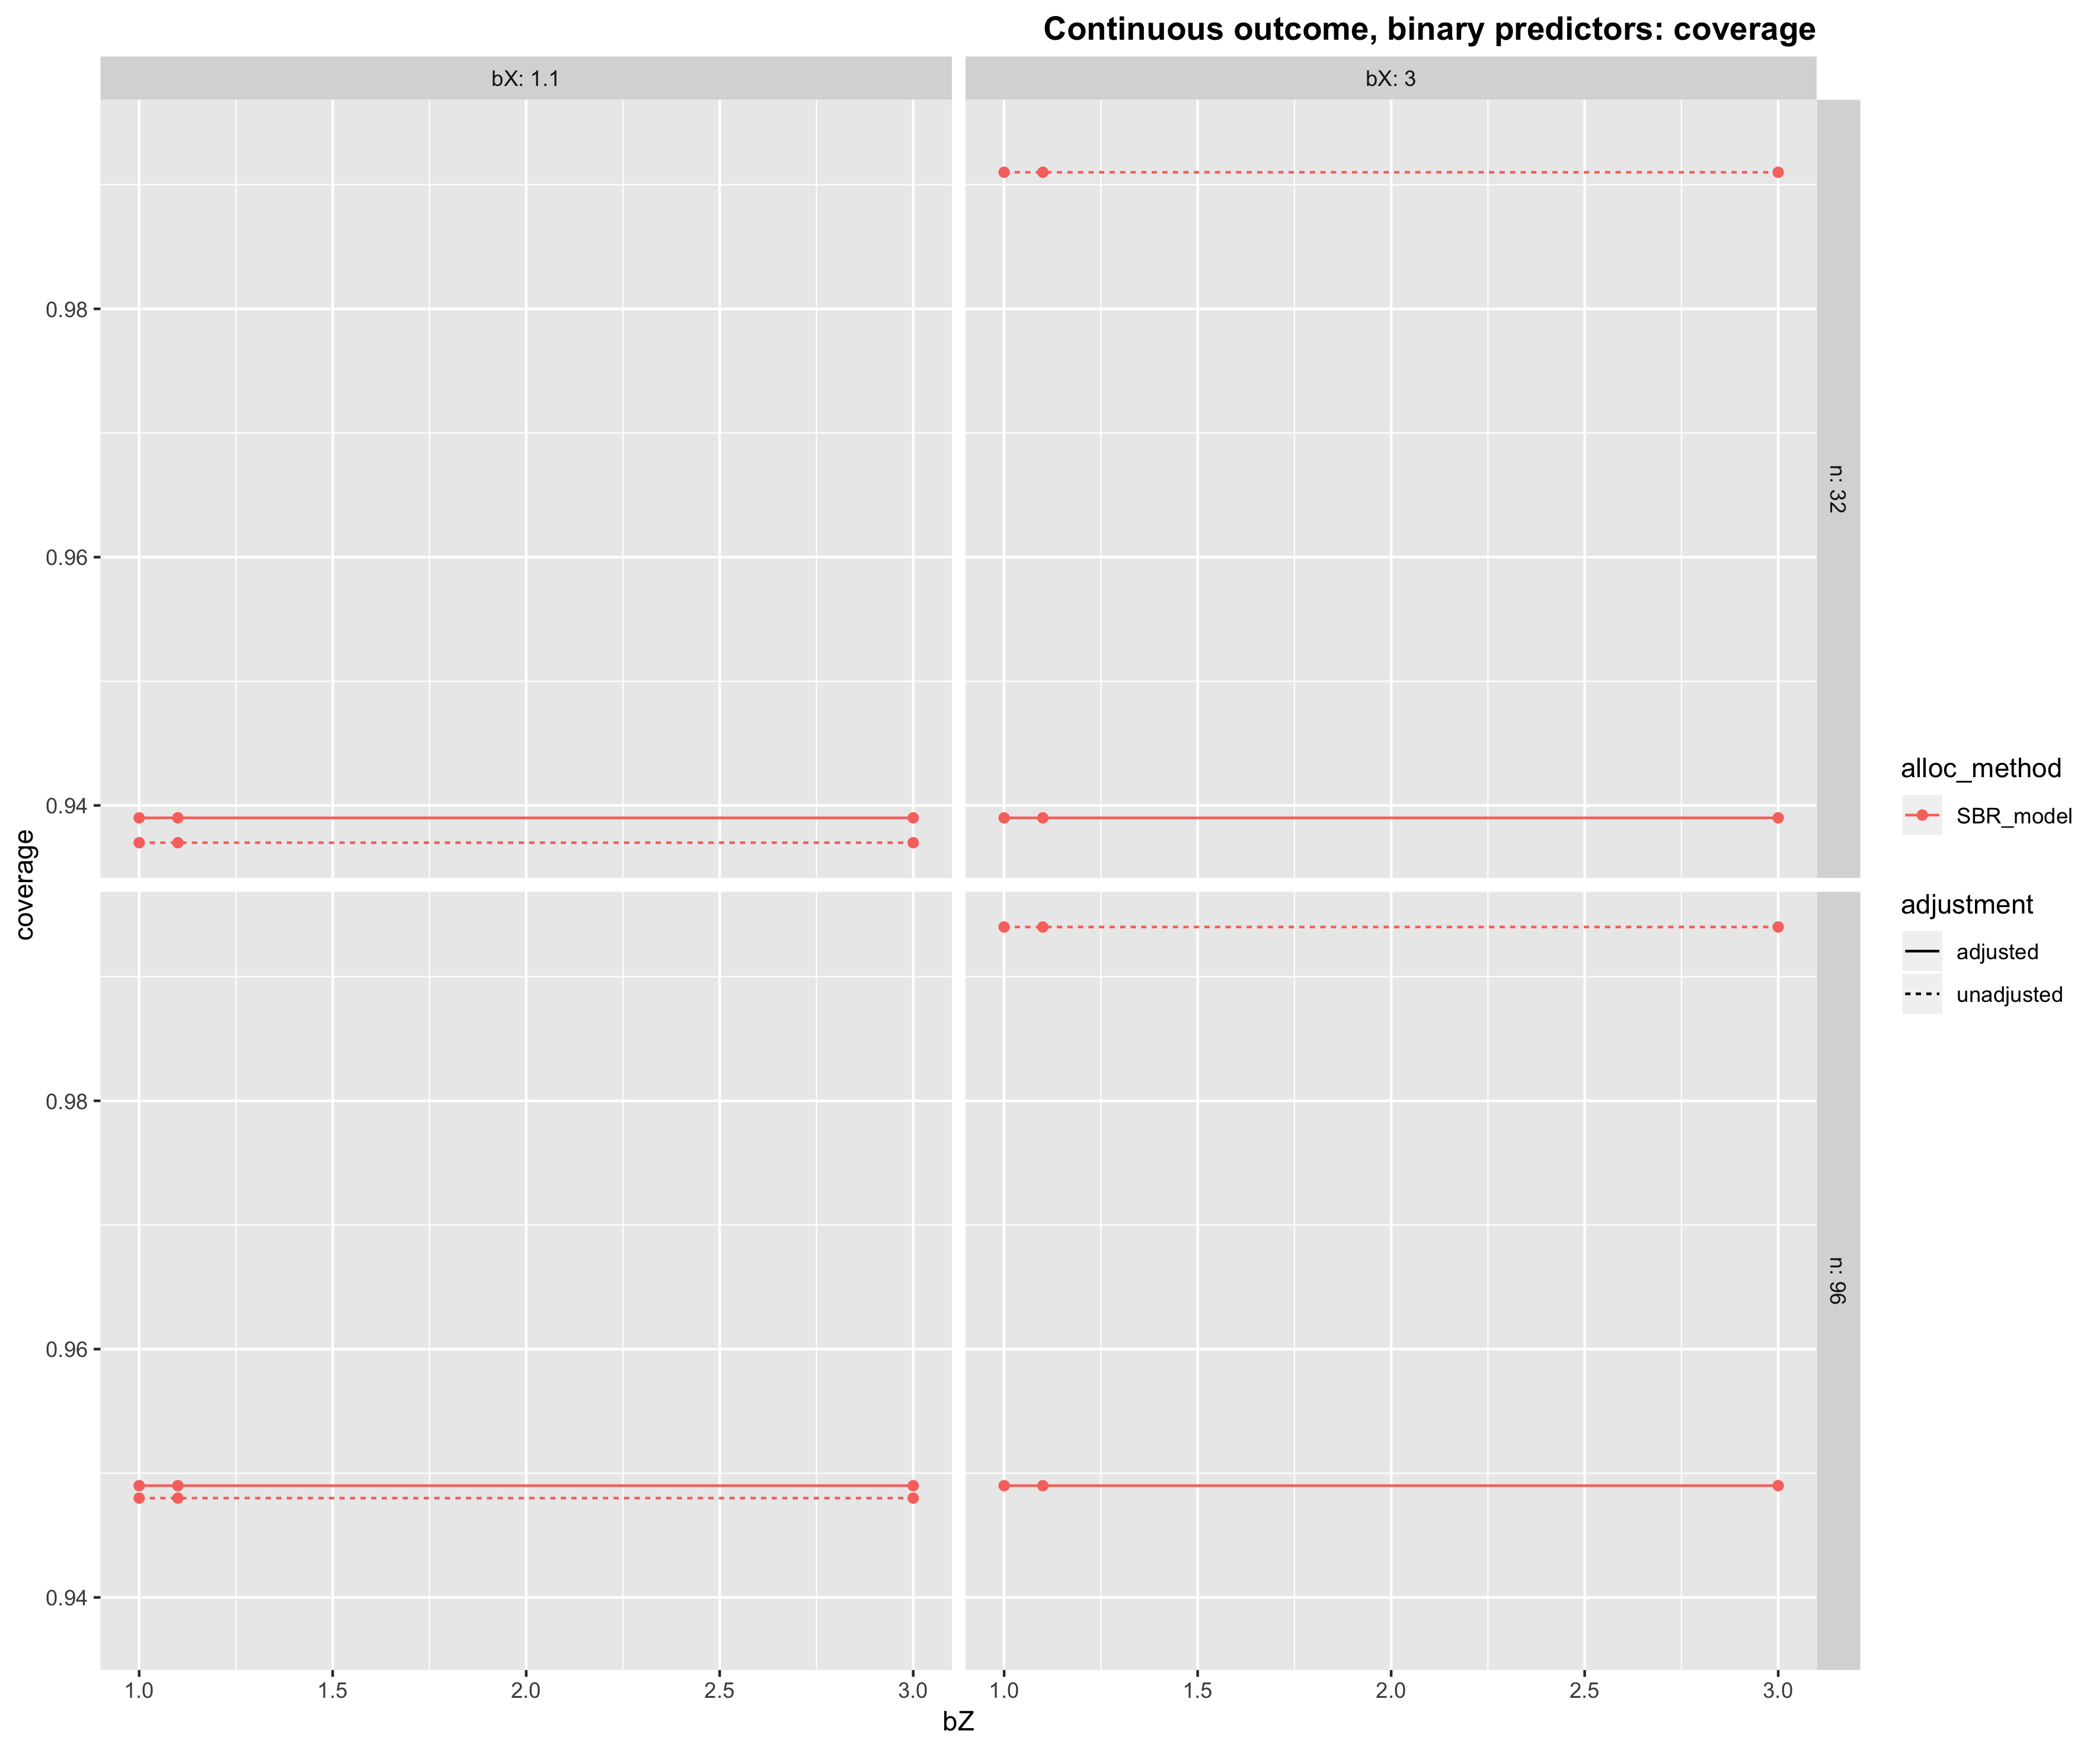 Continuous outcome, binary predictors: coverage
bX: 1.1
bX: 3
0.98
0.96
0.94
n: 32
0.98
0.96
0.94
n: 96
coverage
1.0 1.5 2.0 2.5 3.0
1.0 1.5 2.0 2.5 3.0
bZ
alloc_method
SBR_model
adjustment
adjusted
unadjusted